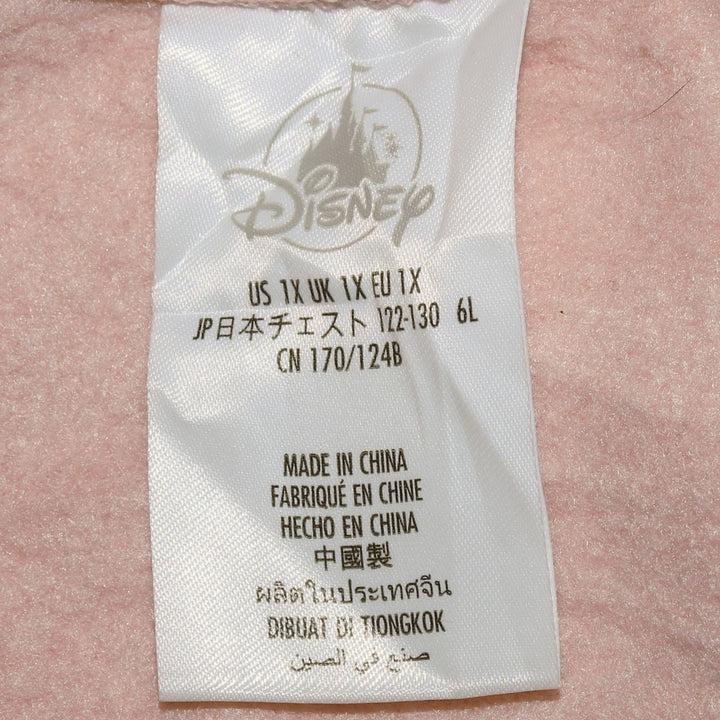 Disney
US 1X UK 1X EU 1X
JP日本チェスト 122-130 6L
CN 170/124B
MADE IN CHINA
FABRIQUÉ EN CHINE
HECHO EN CHINA
中國製
ผลิตในประเทศจีน
DIBUAT DI TIONGKOK
صنع في الصين